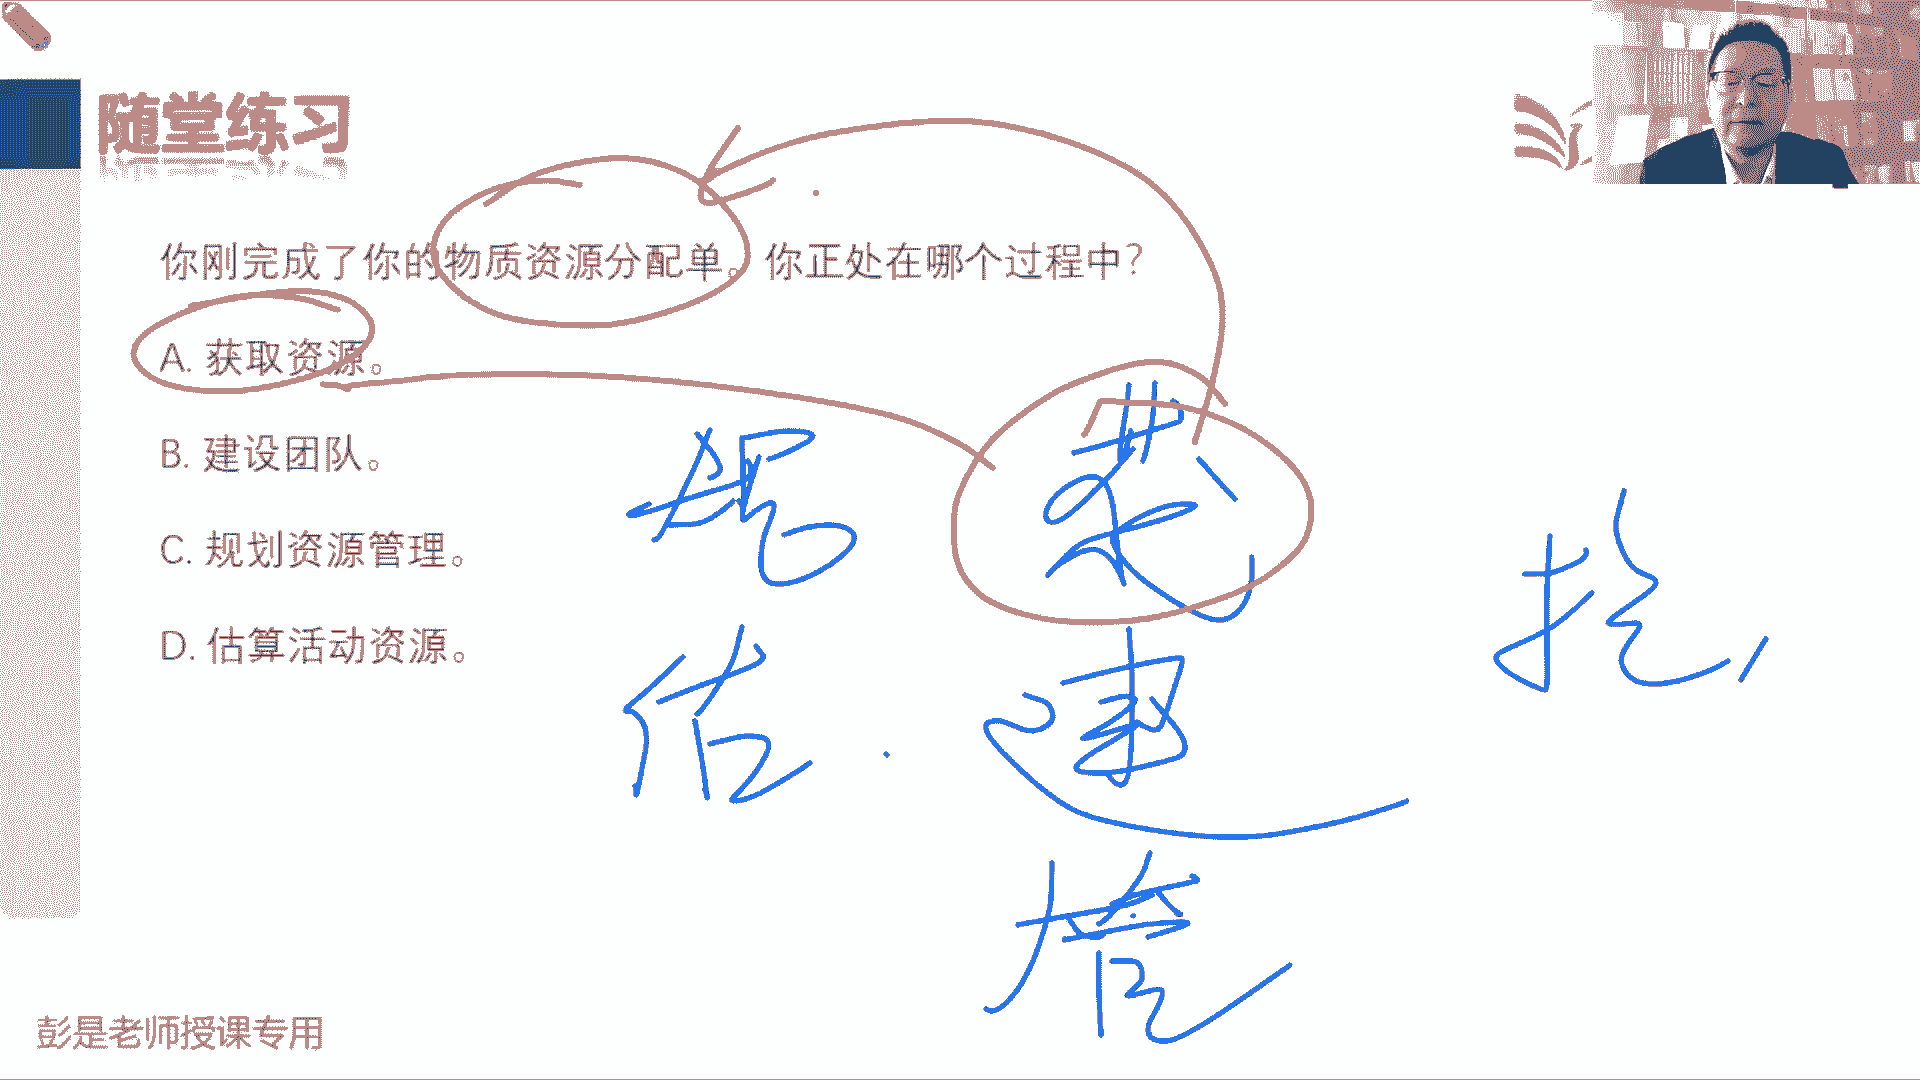 随堂练习
你刚完成了你的物质资源分配单。你正处在哪个过程中?
A. 获取资源。
B. 建设团队。
C. 规划资源管理。
D. 估算活动资源。
规 获
控
估 建
管
彭是老师授课专用